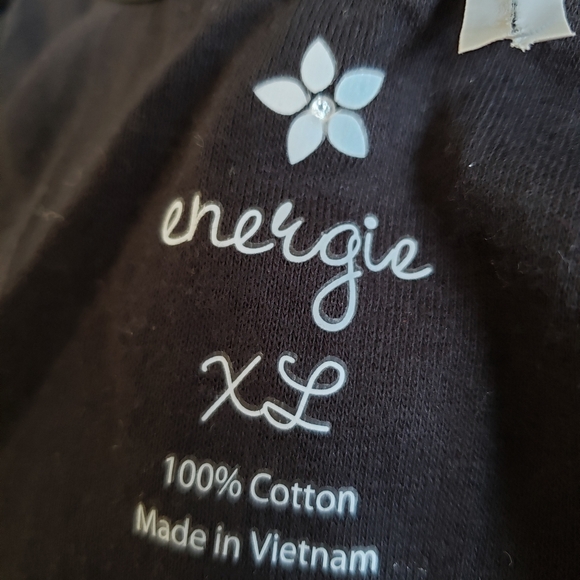 energie
XL
100% Cotton
Made in Vietnam